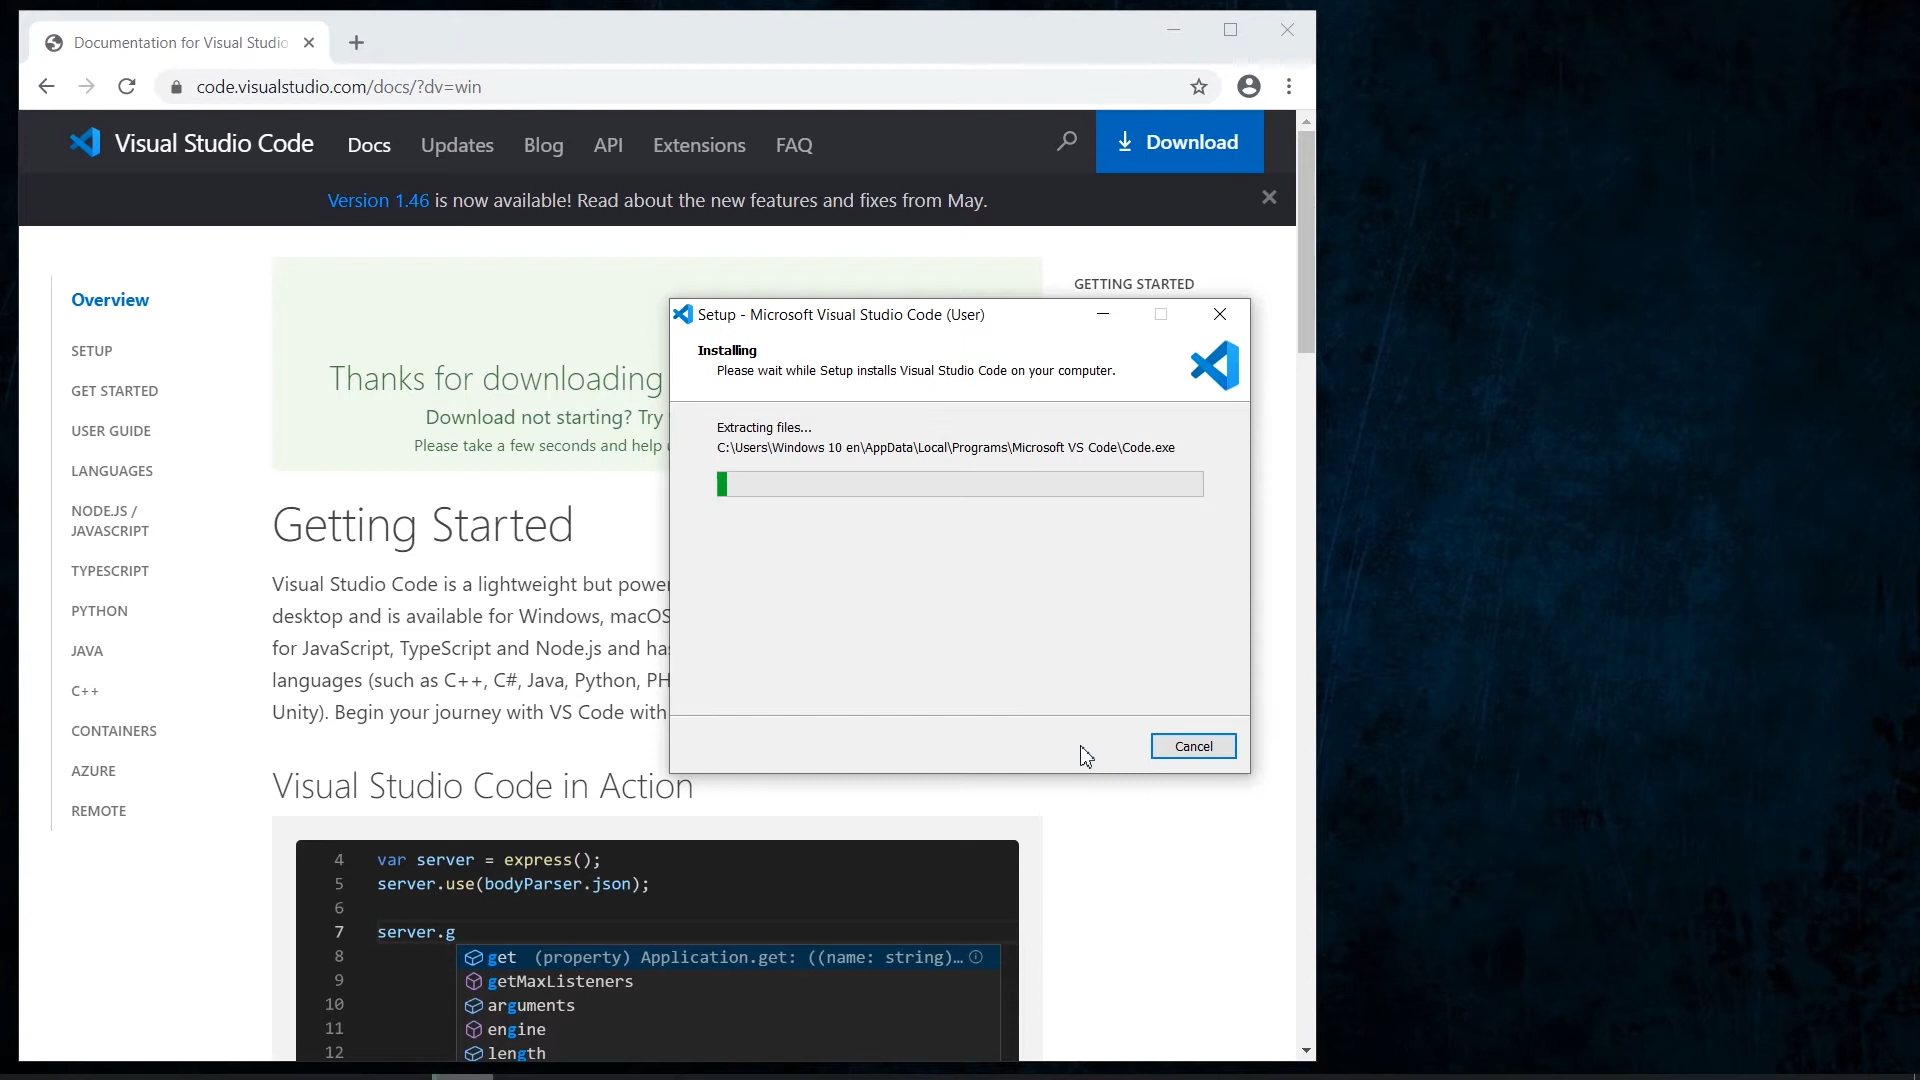 Documentation for Visual Studio
code.visualstudio.com/docs/?dv=win
Visual Studio Code
Docs
Updates
Blog
API
Extensions
FAQ
Download
Version 1.46 is now available! Read about the new features and fixes from May.
Overview
SETUP
GET STARTED
USER GUIDE
LANGUAGES
NODE.JS /
JAVASCRIPT
TYPESCRIPT
PYTHON
JAVA
C++
CONTAINERS
AZURE
REMOTE
Thanks for downloading
Download not starting? Try
Please take a few seconds and help
GETTING STARTED
Getting Started
Visual Studio Code is a lightweight but power
desktop and is available for Windows, macOS
for JavaScript, TypeScript and Node.js and has
languages (such as C++, C#, Java, Python, PH
Unity). Begin your journey with VS Code with
Visual Studio Code in Action
4 var server = express();
5 server.use(bodyParser.json);
6
7 server.g
8 get (property) Application.get: ((name: string)...
9 getMaxListeners
10 arguments
11 engine
12 length
Setup - Microsoft Visual Studio Code (User)
Installing
Please wait while Setup installs Visual Studio Code on your computer.
Extracting files...
C:\Users\Windows 10 en\AppData\Local\Programs\Microsoft VS Code\Code.exe
Cancel